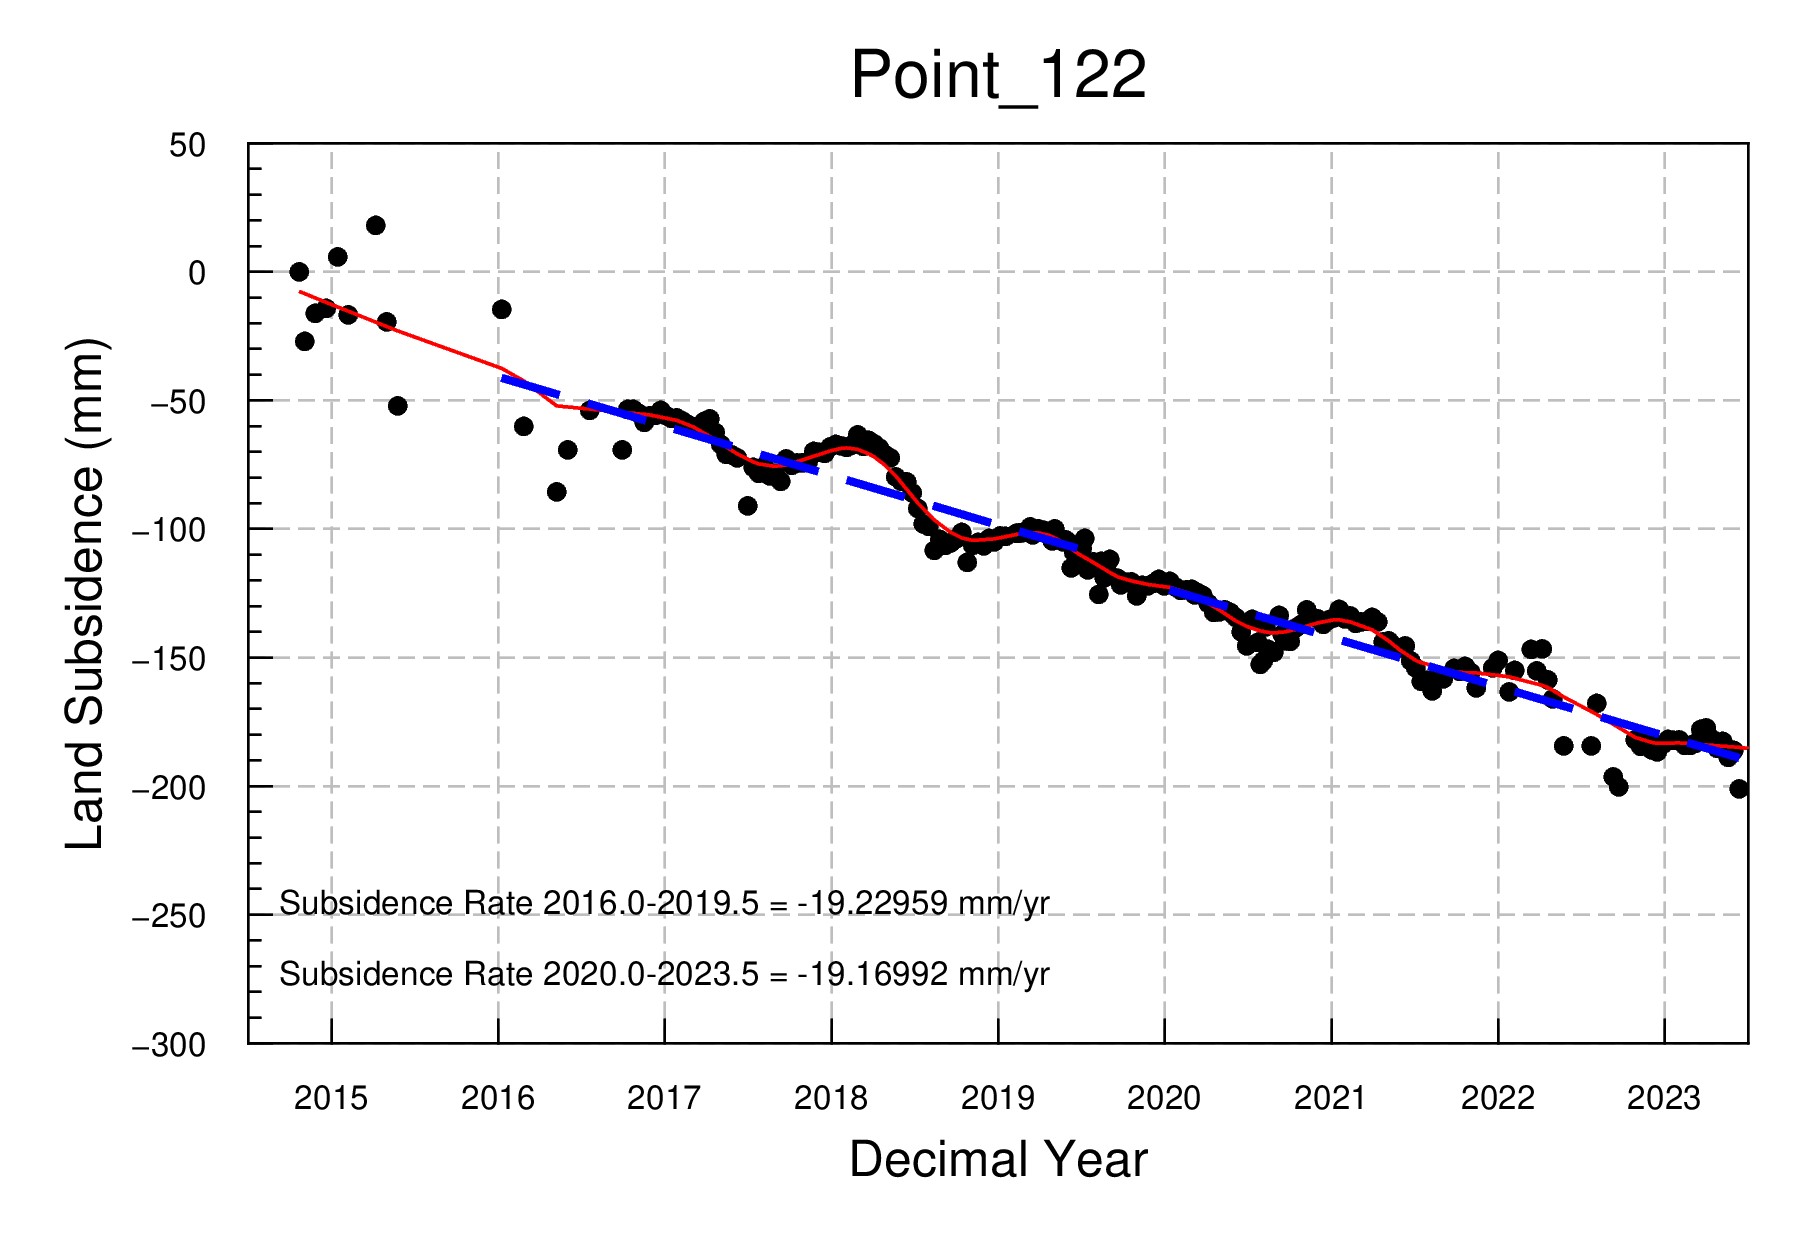 Point_122
50
0
−50
−100
−150
−200
−250
−300
Land Subsidence (mm)
Subsidence Rate 2016.0-2019.5 = -19.22959 mm/yr
Subsidence Rate 2020.0-2023.5 = -19.16992 mm/yr
2015 2016 2017 2018 2019 2020 2021 2022 2023
Decimal Year